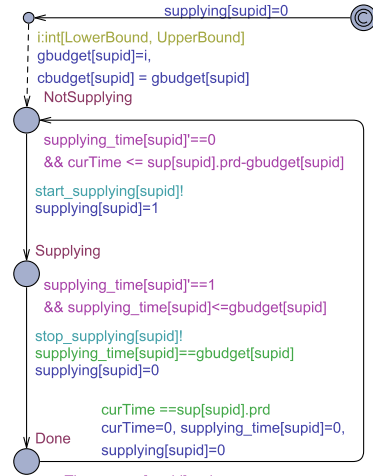 supplying[supid]=0
i:int[LowerBound, UpperBound]
gbudget[supid]=i,
cbudget[supid] = gbudget[supid]
NotSupplying
supplying_time[supid]'==0
&& curTime <= sup[supid].prd-gbudget[supid]
start_supplying[supid]!
supplying[supid]=1
Supplying
supplying_time[supid]'==1
&& supplying_time[supid]<=gbudget[supid]
stop_supplying[supid]!
supplying_time[supid]==gbudget[supid]
supplying[supid]=0
curTime ==sup[supid].prd
curTime=0, supplying_time[supid]=0,
supplying[supid]=0
Done